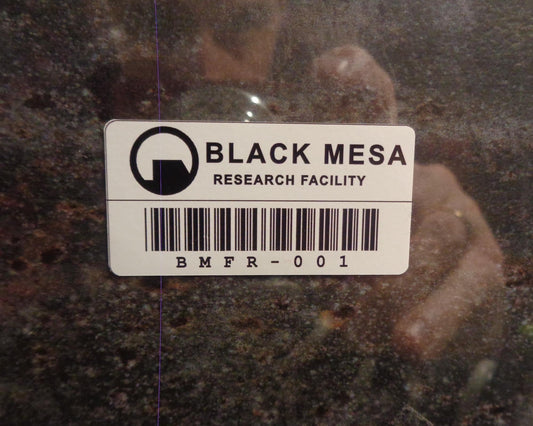 BLACK MESA
RESEARCH FACILITY
BMFR-001